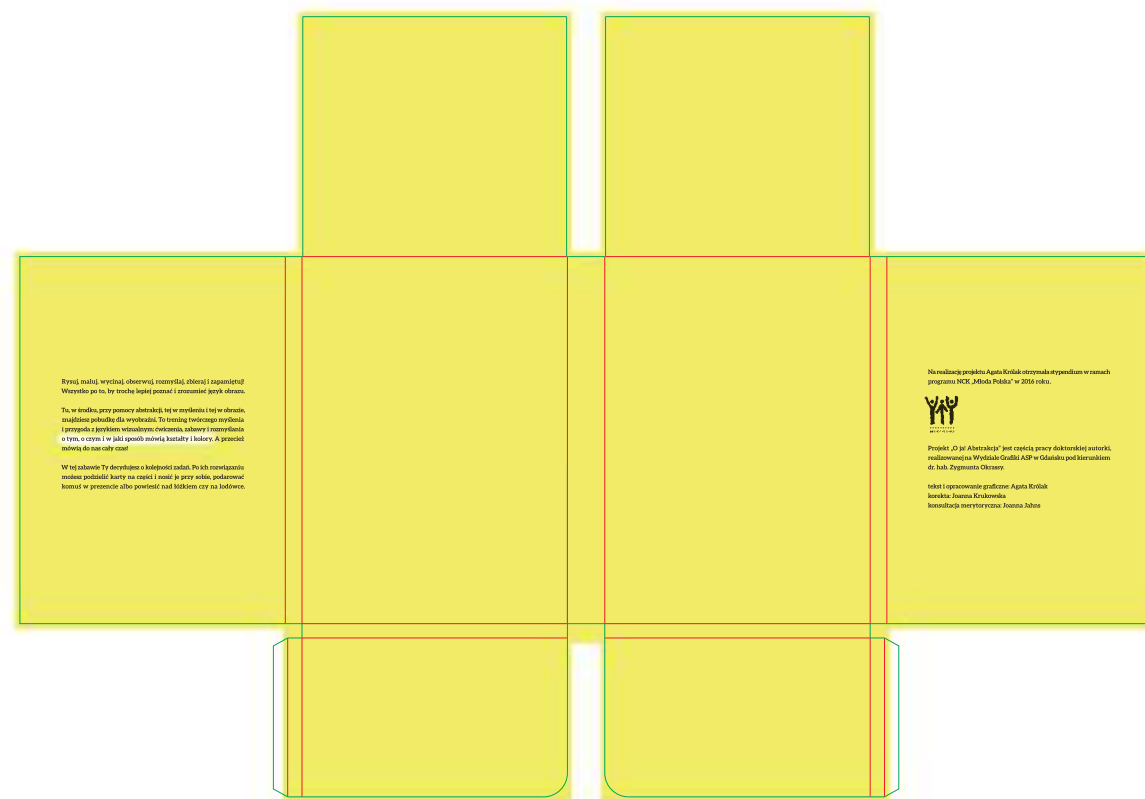 Rysuj, maluj, wycinaj, obserwuj, rozmyślaj, zbieraj i zapamiętuj!
Wszystko po to, by trochę lepiej poznać i zrozumieć język obrazu.
Tu, w środku, przy pomocy abstrakcji, tej w myśleniu i tej w obrazie,
znajdziesz pobudkę dla wyobraźni. To trening twórczego myślenia
i przygoda z językiem wizualnym: ćwiczenia, zabawy i rozmyślania
o tym, o czym i w jaki sposób mówią kształty i kolory. A przecież
mówią do nas cały czas!
W tej zabawie Ty decydujesz o kolejności zadań. Po ich rozwiązaniu
możesz podzielić karty na części i nosić je przy sobie, podarować
komuś w prezencie albo powiesić nad łóżkiem czy na lodówce.
Na realizację projektu Agata Królak otrzymała stypendium w ramach
programu NCK „Młoda Polska” w 2016 roku.
Projekt „O ja! Abstrakcja” jest częścią pracy doktorskiej autorki,
realizowanej na Wydziale Grafiki ASP w Gdańsku pod kierunkiem
dr. hab. Zygmunta Okrassy.
tekst i opracowanie graficzne: Agata Królak
korekta: Joanna Krukowska
konsultacja merytoryczna: Joanna Jahns